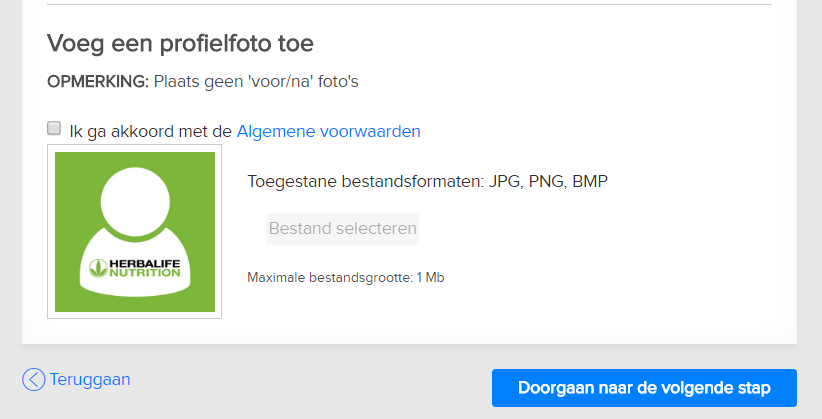 Voeg een profielfoto toe
OPMERKING: Plaats geen 'voor/na' foto's
Ik ga akkoord met de Algemene voorwaarden
HERBALIFE
NUTRITION
Toegestane bestandsformaten: JPG, PNG, BMP
Bestand selecteren
Maximale bestandsgrootte: 1 Mb
Teruggaan
Doorgaan naar de volgende stap